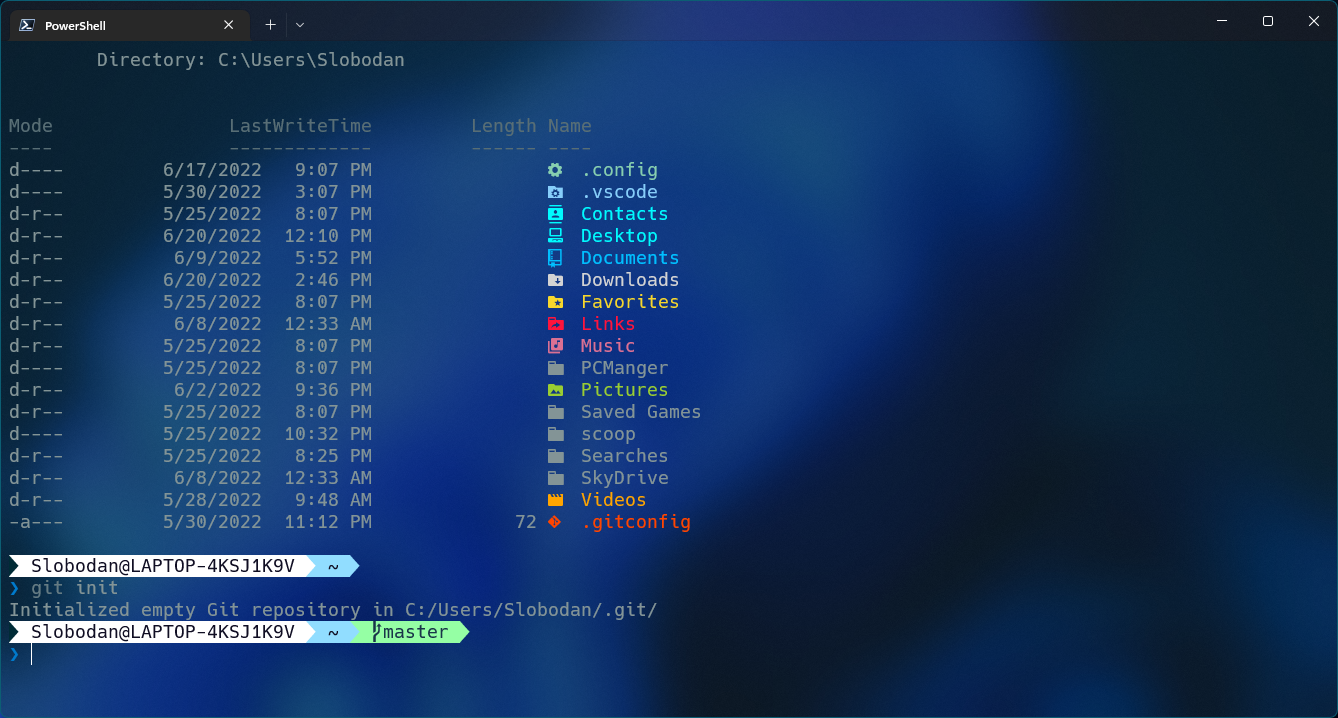 PowerShell
Directory: C:\Users\Slobodan
Mode LastWriteTime Length Name
---- ------------- ------ ----
d---- 6/17/2022 9:07 PM .config
d---- 5/30/2022 3:07 PM .vscode
d-r-- 5/25/2022 8:07 PM Contacts
d-r-- 6/20/2022 12:10 PM Desktop
d-r-- 6/9/2022 5:52 PM Documents
d-r-- 6/20/2022 2:46 PM Downloads
d-r-- 5/25/2022 8:07 PM Favorites
d-r-- 6/8/2022 12:33 AM Links
d-r-- 5/25/2022 8:07 PM Music
d---- 5/25/2022 8:07 PM PCManger
d-r-- 6/2/2022 9:36 PM Pictures
d-r-- 5/25/2022 8:07 PM Saved Games
d---- 5/25/2022 10:32 PM scoop
d-r-- 5/25/2022 8:25 PM Searches
d-r-- 6/8/2022 12:33 AM SkyDrive
d-r-- 5/28/2022 9:48 AM Videos
-a--- 5/30/2022 11:12 PM 72 .gitconfig
Slobodan@LAPTOP-4KSJ1K9V ~
❯ git init
Initialized empty Git repository in C:/Users/Slobodan/.git/
Slobodan@LAPTOP-4KSJ1K9V ~ master
❯